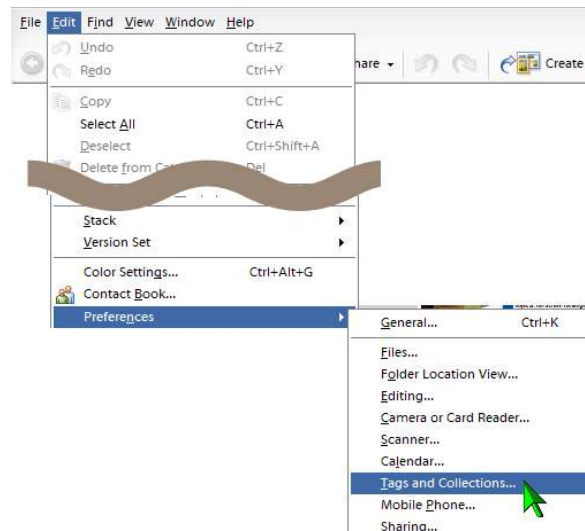 File Edit Find View Window Help
Undo Ctrl+Z
Redo Ctrl+Y
hare
Create
Copy Ctrl+C
Select All Ctrl+A
Deselect Ctrl+Shift+A
Delete from Del
Stack
Version Set
Color Settings... Ctrl+Alt+G
Contact Book...
Preferences
General... Ctrl+K
Files...
Folder Location View...
Editing...
Camera or Card Reader...
Scanner...
Calendar...
Tags and Collections...
Mobile Phone...
Sharing...